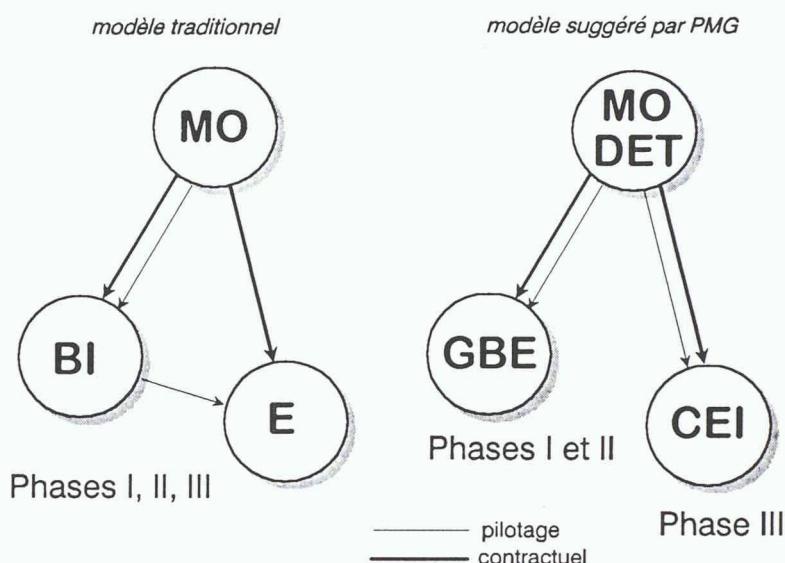 modèle traditionnel
modèle suggéré par PMG
MO
MO
DET
BI
E
GBE
CEI
Phases I, II, III
Phases I et II
Phase III
pilotage
contractuel